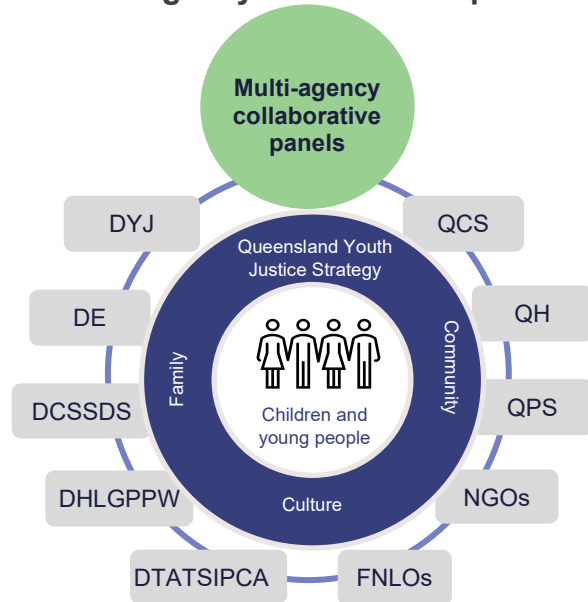 Multi-agency
collaborative
panels
DYJ
QCS
Queensland Youth
Justice Strategy
DE
QH
Family
Community
DCSSDS
QPS
Children and
young people
DHLGPPW
NGOs
Culture
DTATSIPCA
FNLOs